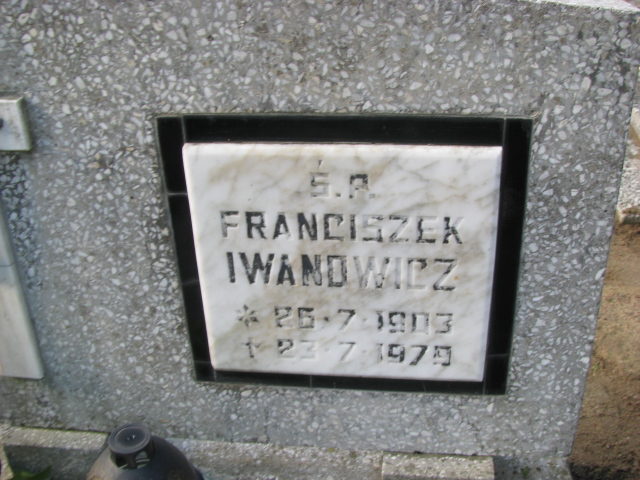 Ś.P.
FRANCISZEK
IWANOWICZ
* 26·7·1903
† 23·7·1979